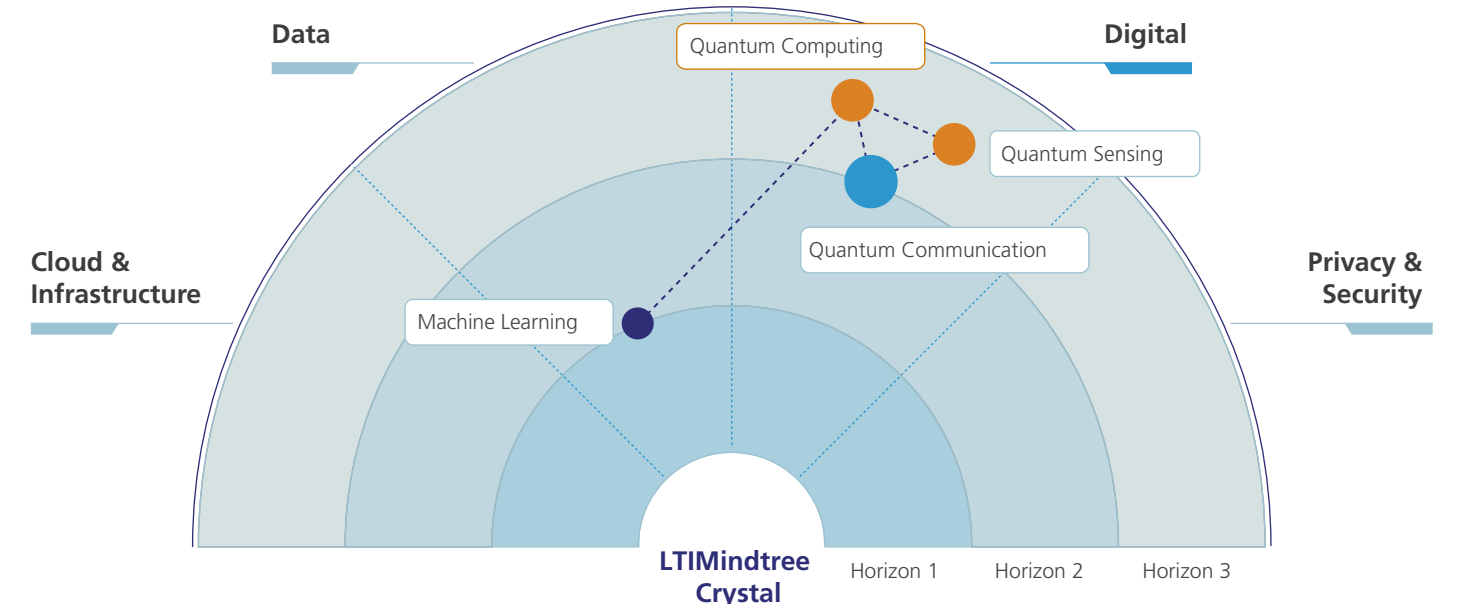 Data
Digital
Quantum Computing
Quantum Sensing
Quantum Communication
Cloud &
Infrastructure
Privacy &
Security
Machine Learning
LTIMindtree
Crystal
Horizon 1
Horizon 2
Horizon 3